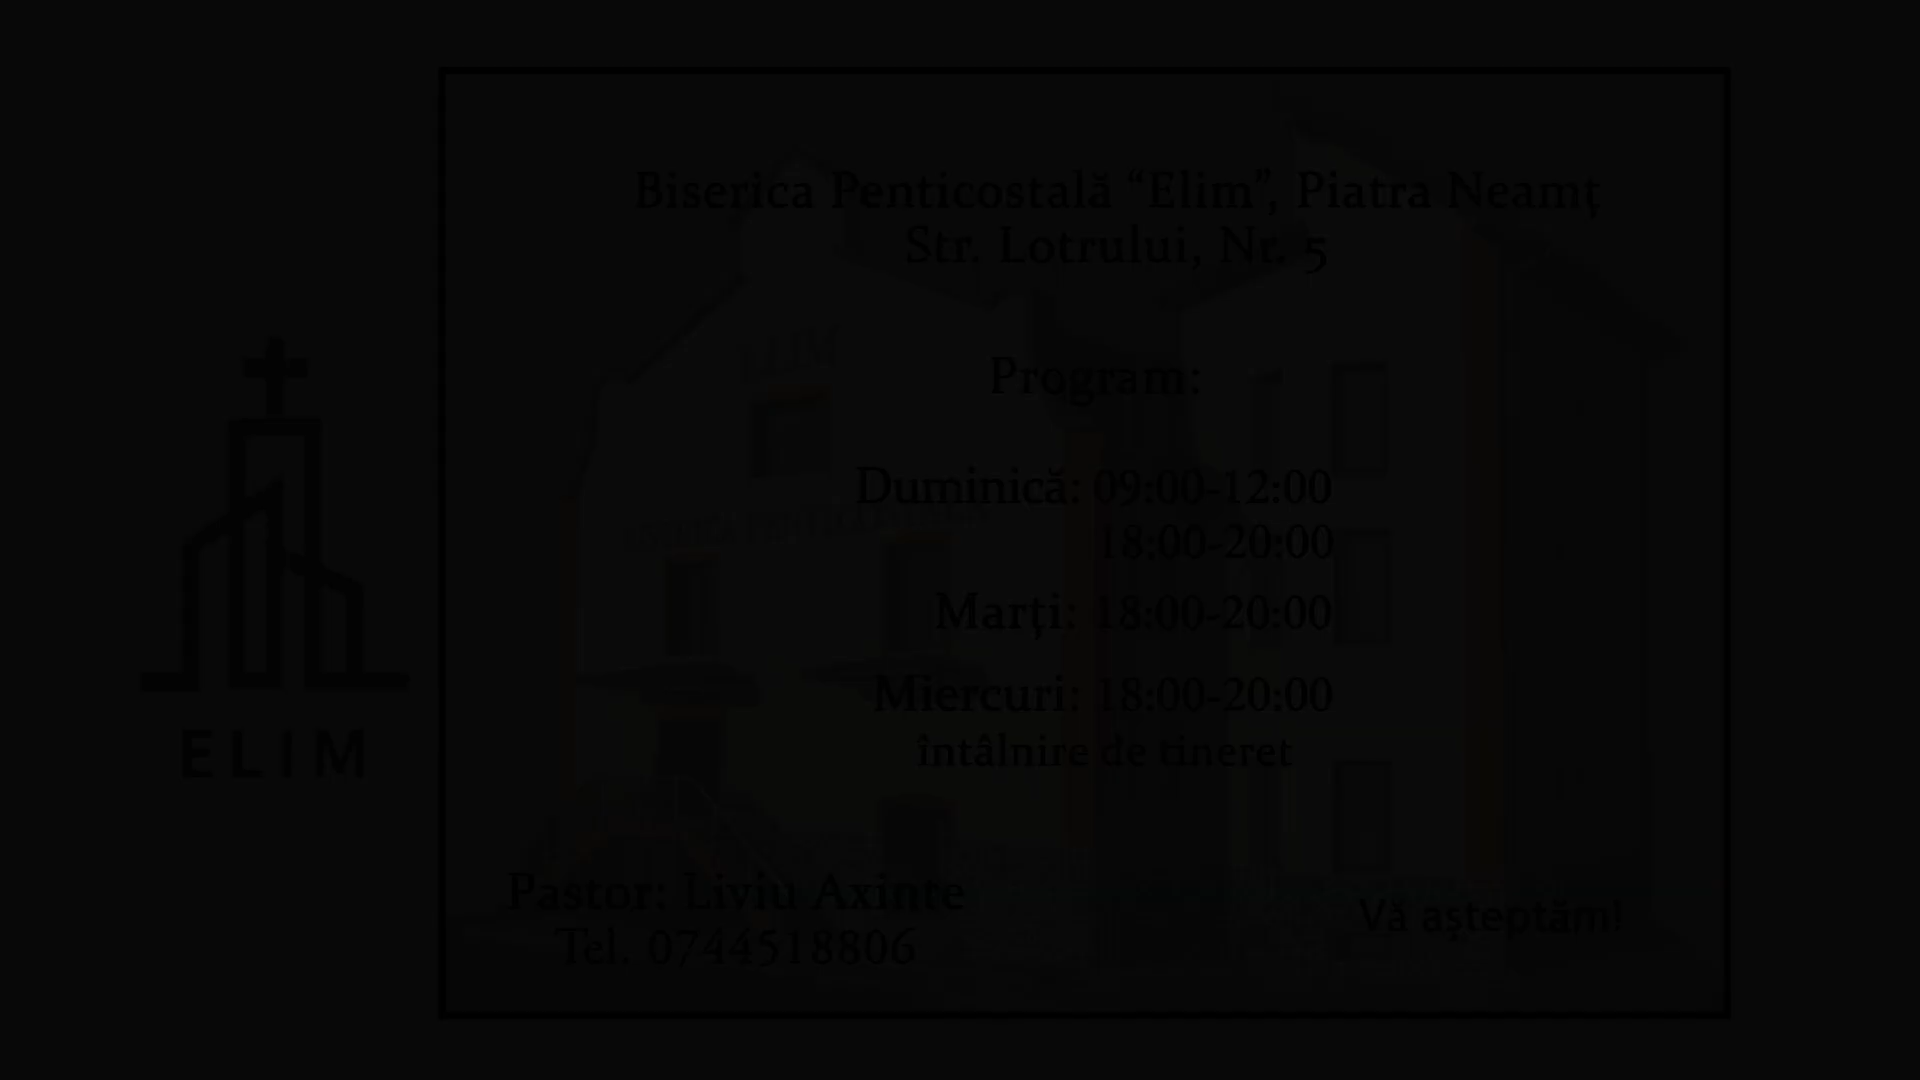 Biserica Penticostală “Elim”, Piatra Neamț
Str. Lotrului, Nr. 5
Program:
ELIM
Duminică: 09:00-12:00
18:00-20:00
Marți: 18:00-20:00
Miercuri: 18:00-20:00
întâlnire de tineret
ELIM
Pastor: Liviu Axinte
Tel. 0744518806
Vă așteptăm!